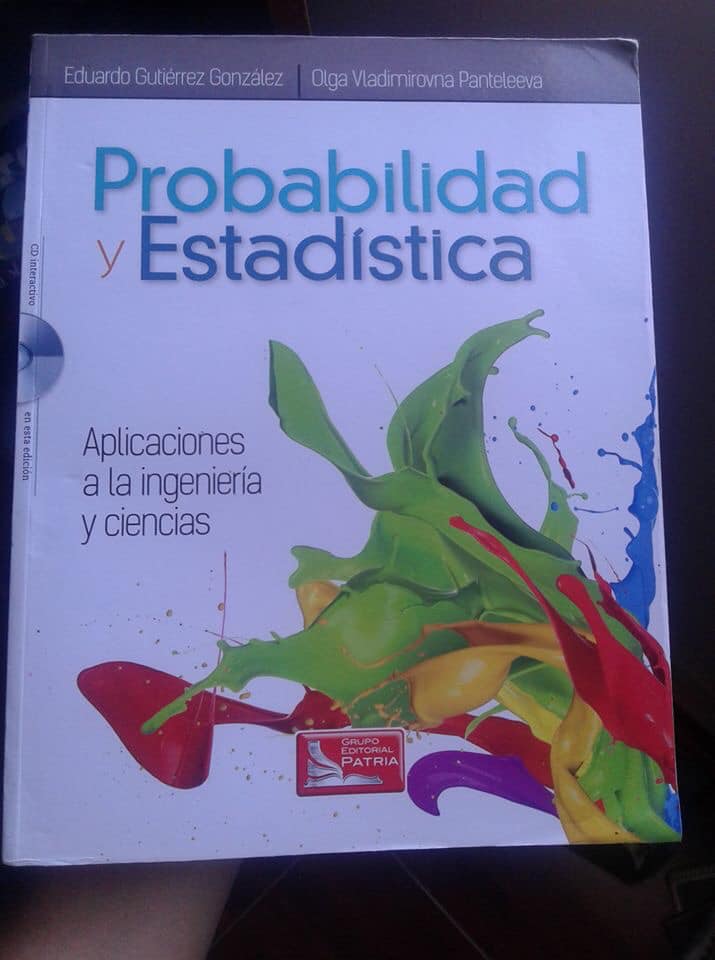 Eduardo Gutiérrez González | Olga Vladimirovna Panteleeva
Probabilidad
y Estadística
CD interactivo
en esta edición
Aplicaciones
a la ingeniería
y ciencias
GRUPO
EDITORIAL
PATRIA